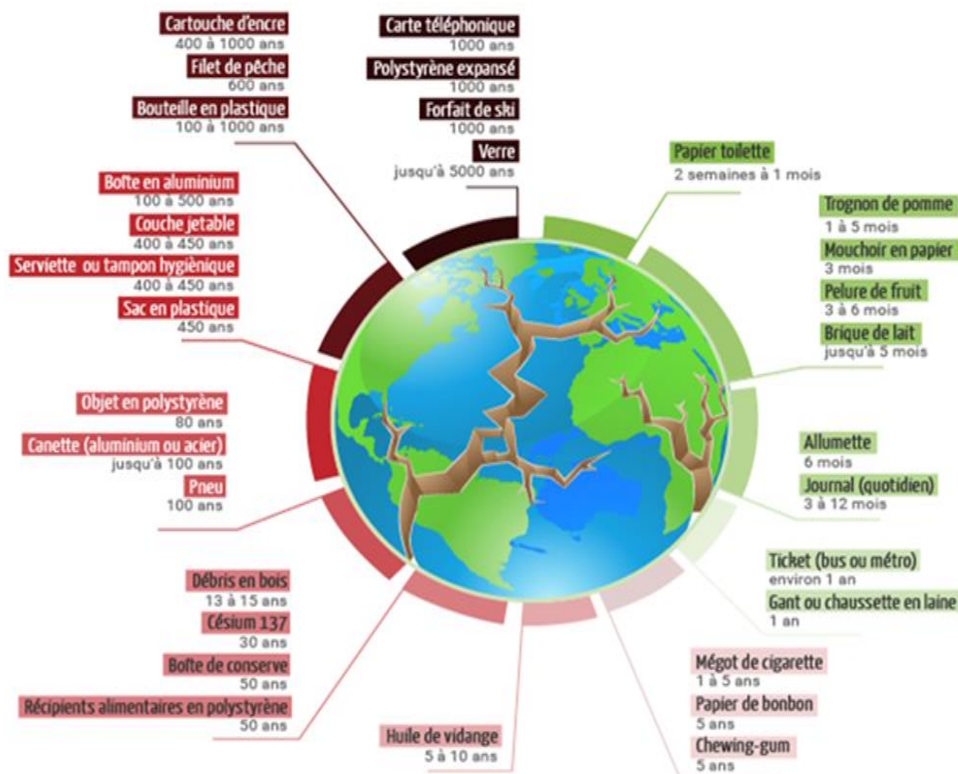 Cartouche d'encre
400 à 1000 ans
Filet de pêche
600 ans
Bouteille en plastique
100 à 1000 ans
Carte téléphonique
1000 ans
Polystyrène expansé
1000 ans
Forfait de ski
1000 ans
Verre
jusqu'à 5000 ans
Papier toilette
2 semaines à 1 mois
Trognon de pomme
1 à 5 mois
Mouchoir en papier
3 mois
Pelure de fruit
3 à 6 mois
Brique de lait
jusqu'à 5 mois
Boîte en aluminium
100 à 500 ans
Couche jetable
400 à 450 ans
Serviette ou tampon hygiènique
400 à 450 ans
Sac en plastique
450 ans
Objet en polystyrène
80 ans
Canette (aluminium ou acier)
jusqu'à 100 ans
Pneu
100 ans
Allumette
6 mois
Journal (quotidien)
3 à 12 mois
Ticket (bus ou métro)
environ 1 an
Gant ou chaussette en laine
1 an
Débris en bois
13 à 15 ans
Césium 137
30 ans
Boîte de conserve
50 ans
Récipients alimentaires en polystyrène
50 ans
Huile de vidange
5 à 10 ans
Mégot de cigarette
1 à 5 ans
Papier de bonbon
5 ans
Chewing-gum
5 ans